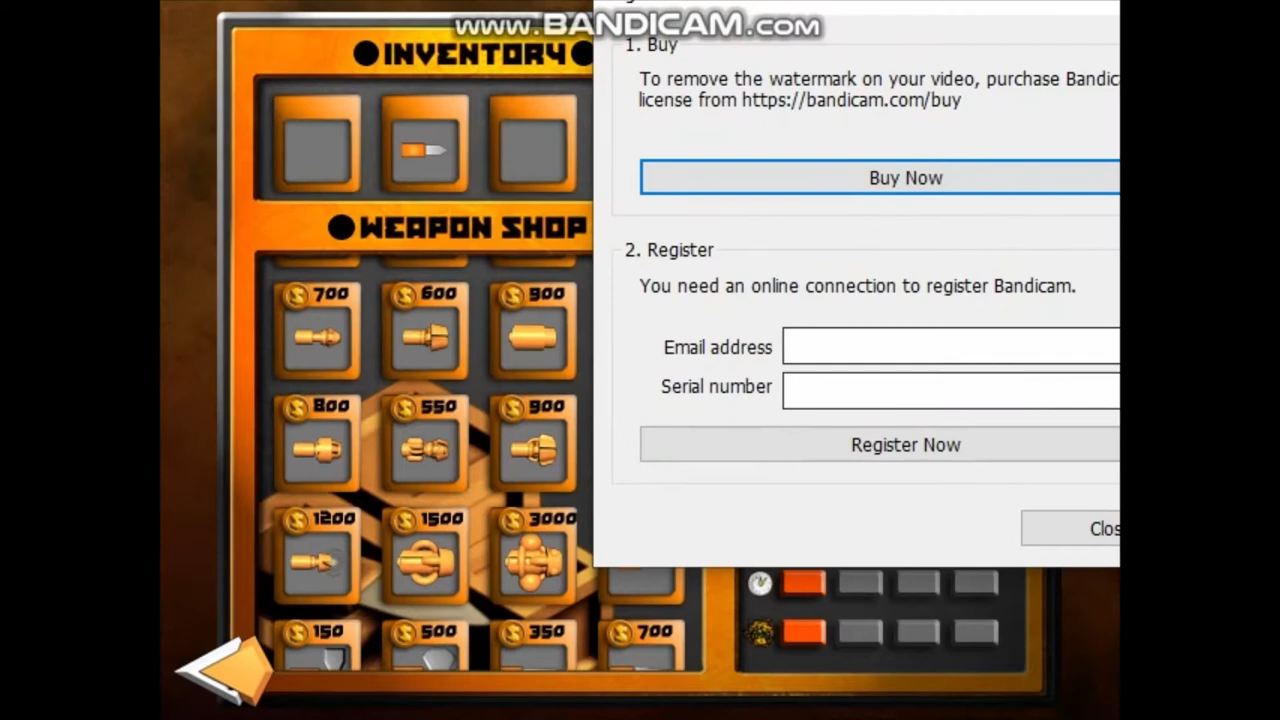 www.BANDICAM.com
INVENTORY
1. Buy
To remove the watermark on your video, purchase
license from https://bandicam.com/buy
Buy Now
WEAPON SHOP
2. Register
You need an online connection to register Bandicam.
700 600 900
Email address
Serial number
800 550 900
Register Now
1200 1500 3000
150 500 350 700